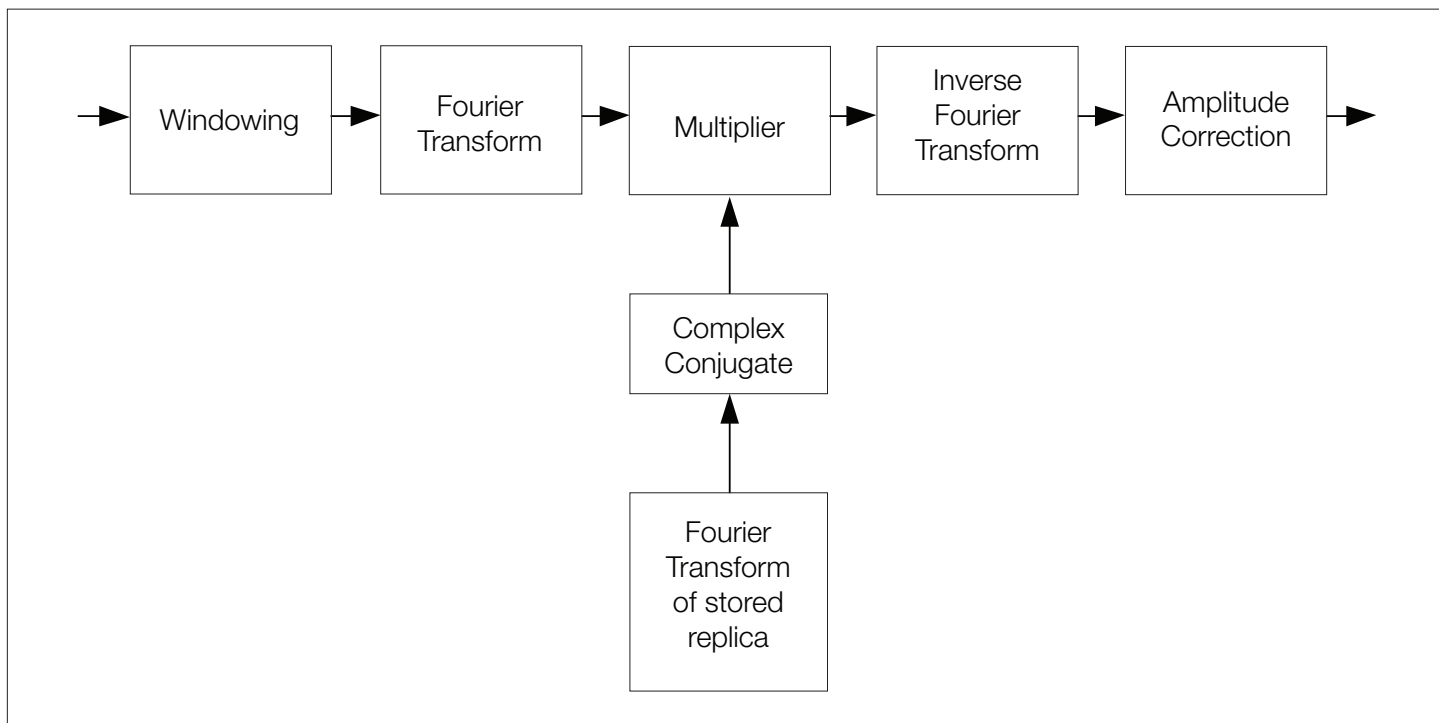 Windowing
Fourier
Transform
Multiplier
Inverse
Fourier
Transform
Amplitude
Correction
Complex
Conjugate
Fourier
Transform
of stored
replica